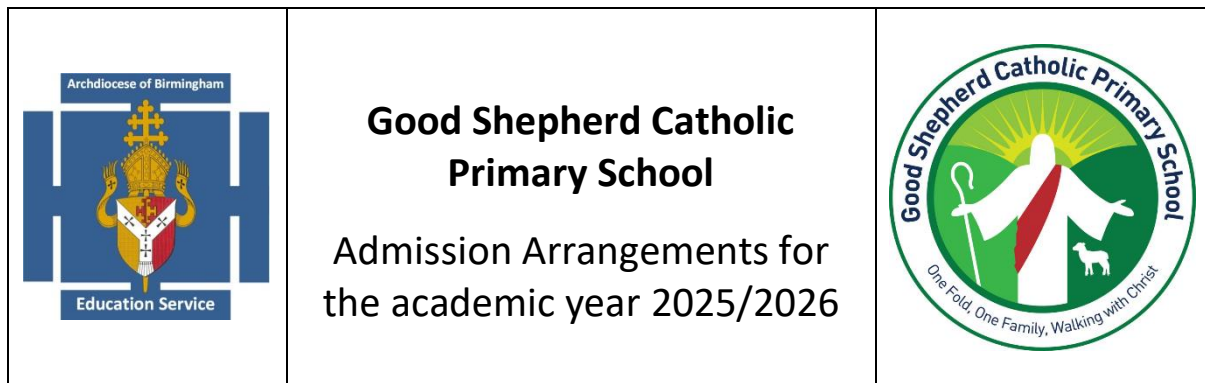 Archdiocese of Birmingham
Education Service
Good Shepherd Catholic
Primary School
Admission Arrangements for
the academic year 2025/2026
Good Shepherd Catholic Primary School
One Fold, One Family, Walking with Christ